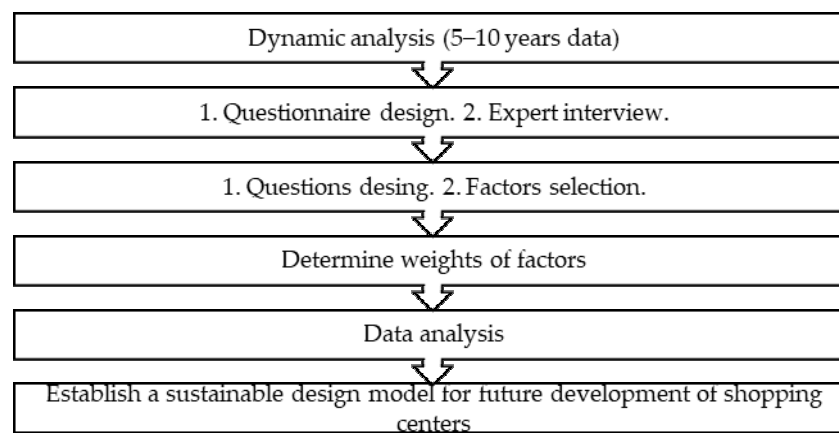 Dynamic analysis (5–10 years data)
1. Questionnaire design. 2. Expert interview.
1. Questions desing. 2. Factors selection.
Determine weights of factors
Data analysis
Establish a sustainable design model for future development of shopping
centers